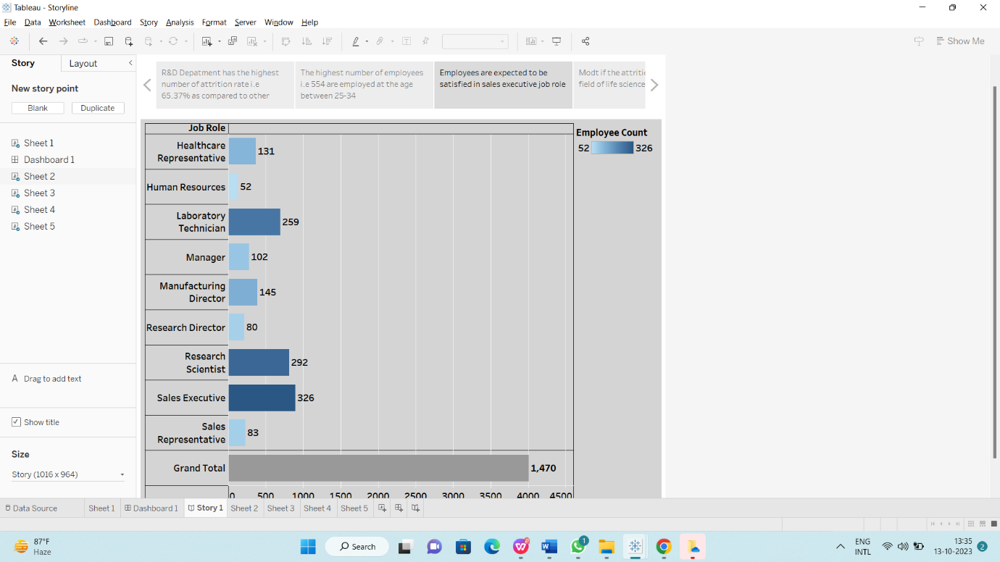 Tableau - Storyline
File Data Worksheet Dashboard Story Analysis Format Server Window Help
Show Me
Story Layout
New story point
Blank Duplicate
Sheet 1
Dashboard 1
Sheet 2
Sheet 3
Sheet 4
Sheet 5
A Drag to add text
Show title
Size
Story (1016 x 964)
R&D Depatment has the highest
number of attrition rate i.e
65.37% as compared to other
The highest number of employees
i.e 554 are employed at the age
between 25-34
Employees are expected to be
satisfied in sales executive job role
Modt if the attriti
field of life science
Job Role
Healthcare
Representative 131
Human Resources 52
Laboratory
Technician 259
Manager 102
Manufacturing
Director 145
Research Director 80
Research
Scientist 292
Sales Executive 326
Sales
Representative 83
Grand Total 1,470
0 500 1000 1500 2000 2500 3000 3500 4000 4500
Employee Count
52 326
Data Source Sheet 1 Dashboard 1 Story 1 Sheet 2 Sheet 3 Sheet 4 Sheet 5
87°F
Haze
Search
1
ENG
INTL
13:35
13-10-2023
2